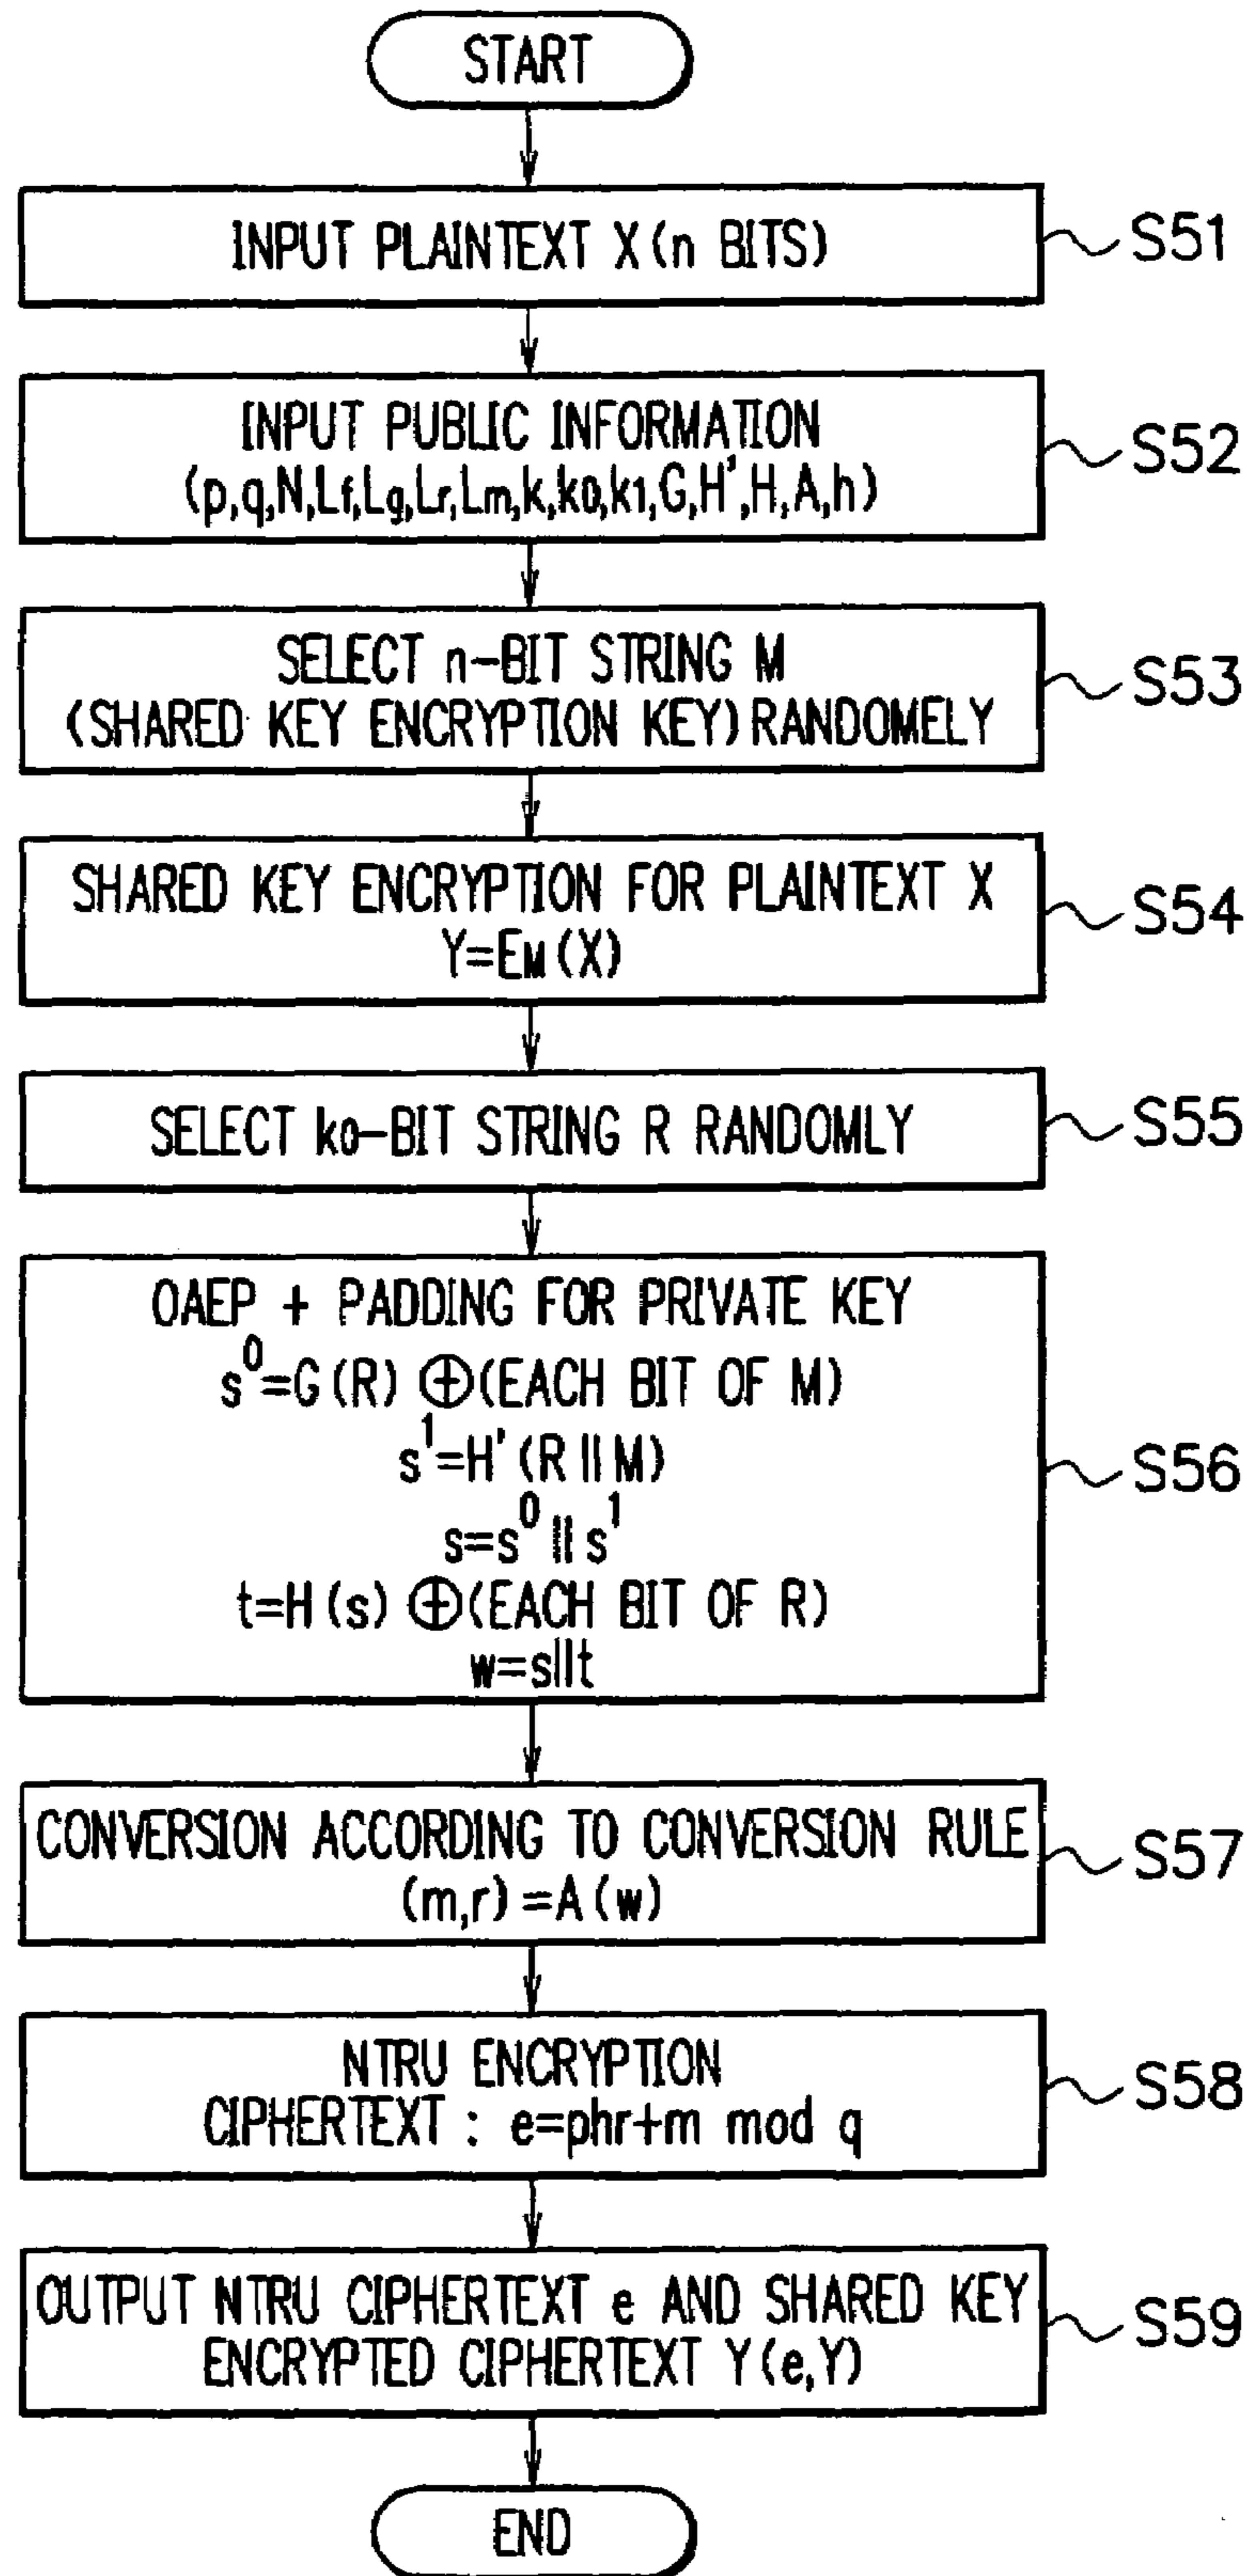 START
INPUT PLAINTEXT X(n BITS)
S51
INPUT PUBLIC INFORMATION
(p,q,N,Lf,Lg,Lr,Lm,k,k0,k1,G,H',H,A,h)
S52
SELECT n-BIT STRING M
(SHARED KEY ENCRYPTION KEY)RANDOMELY
S53
SHARED KEY ENCRYPTION FOR PLAINTEXT X
Y=EM(X)
S54
SELECT k0-BIT STRING R RANDOMLY
S55
OAEP + PADDING FOR PRIVATE KEY
s⁰=G(R)⊕(EACH BIT OF M)
s¹=H'(R||M)
s=s⁰||s¹
t=H(s)⊕(EACH BIT OF R)
w=s||t
S56
CONVERSION ACCORDING TO CONVERSION RULE
(m,r)=A(w)
S57
NTRU ENCRYPTION
CIPHERTEXT : e=phr+m mod q
S58
OUTPUT NTRU CIPHERTEXT e AND SHARED KEY
ENCRYPTED CIPHERTEXT Y(e,Y)
S59
END